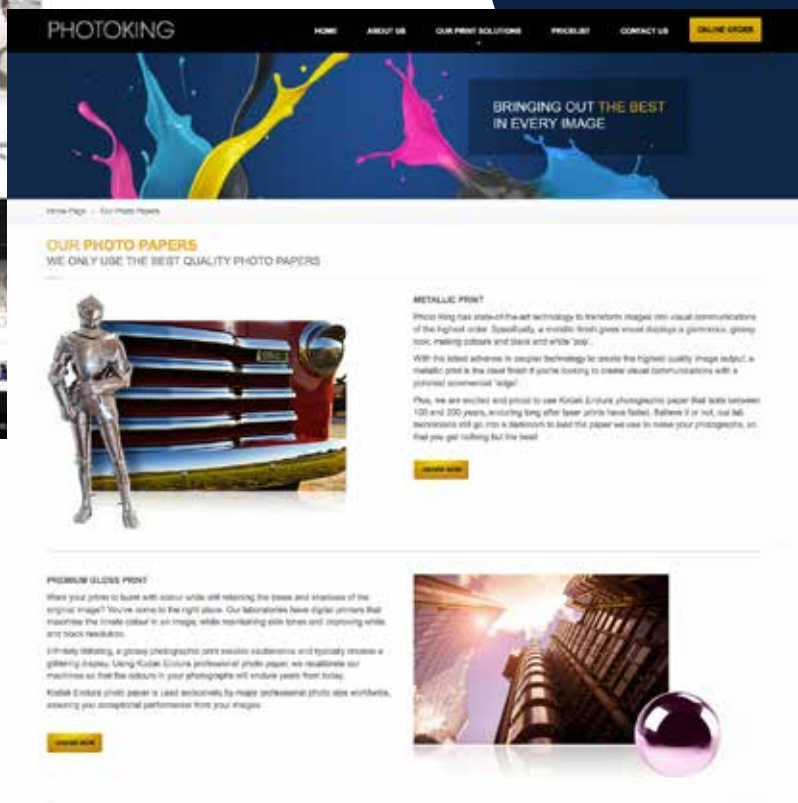 PHOTOKING
HOME ABOUT US OUR PRINT SOLUTIONS PRICELIST CONTACT US ONLINE ORDER
BRINGING OUT THE BEST
IN EVERY IMAGE
Home Page Our Photo Papers
OUR PHOTO PAPERS
WE ONLY USE THE BEST QUALITY PHOTO PAPERS
METALLIC PRINT
Photo King has state-of-the-art technology to transform images into visual communications
of the highest order. Specifically, a metallic finish gives visual displays a glamorous, glossy
look, making colours and black and white 'pop'.
With the latest advance in coupler technology to create the highest quality image output, a
metallic print is the ideal finish if you're looking to create visual communications with a
polished commercial 'edge'.
Plus, we are excited and proud to use Kodak Endura photographic paper that lasts between
100 and 200 years, enduring long after laser prints have faded. Believe it or not, our lab
technicians still go into a darkroom to load the paper we use to make your photographs, so
that you get nothing but the best!
ORDER NOW
PREMIUM GLOSS PRINT
Want your prints to burst with colour while still retaining the tones and shadows of the
original image? You've come to the right place. Our laboratories have digital printers that
maximise the innate colour in an image, while maintaining skin tones and improving white
and black resolution.
Infinitely flattering, a glossy photographic print exudes exuberance and typically receive a
glittering display. Using Kodak Endura professional photo paper, we recalibrate our
machines so that the colours in your photographs will endure years from today.
Kodak Endura photo paper is used extensively by major professional photo labs worldwide,
assuring you exceptional performance from your images.
ORDER NOW